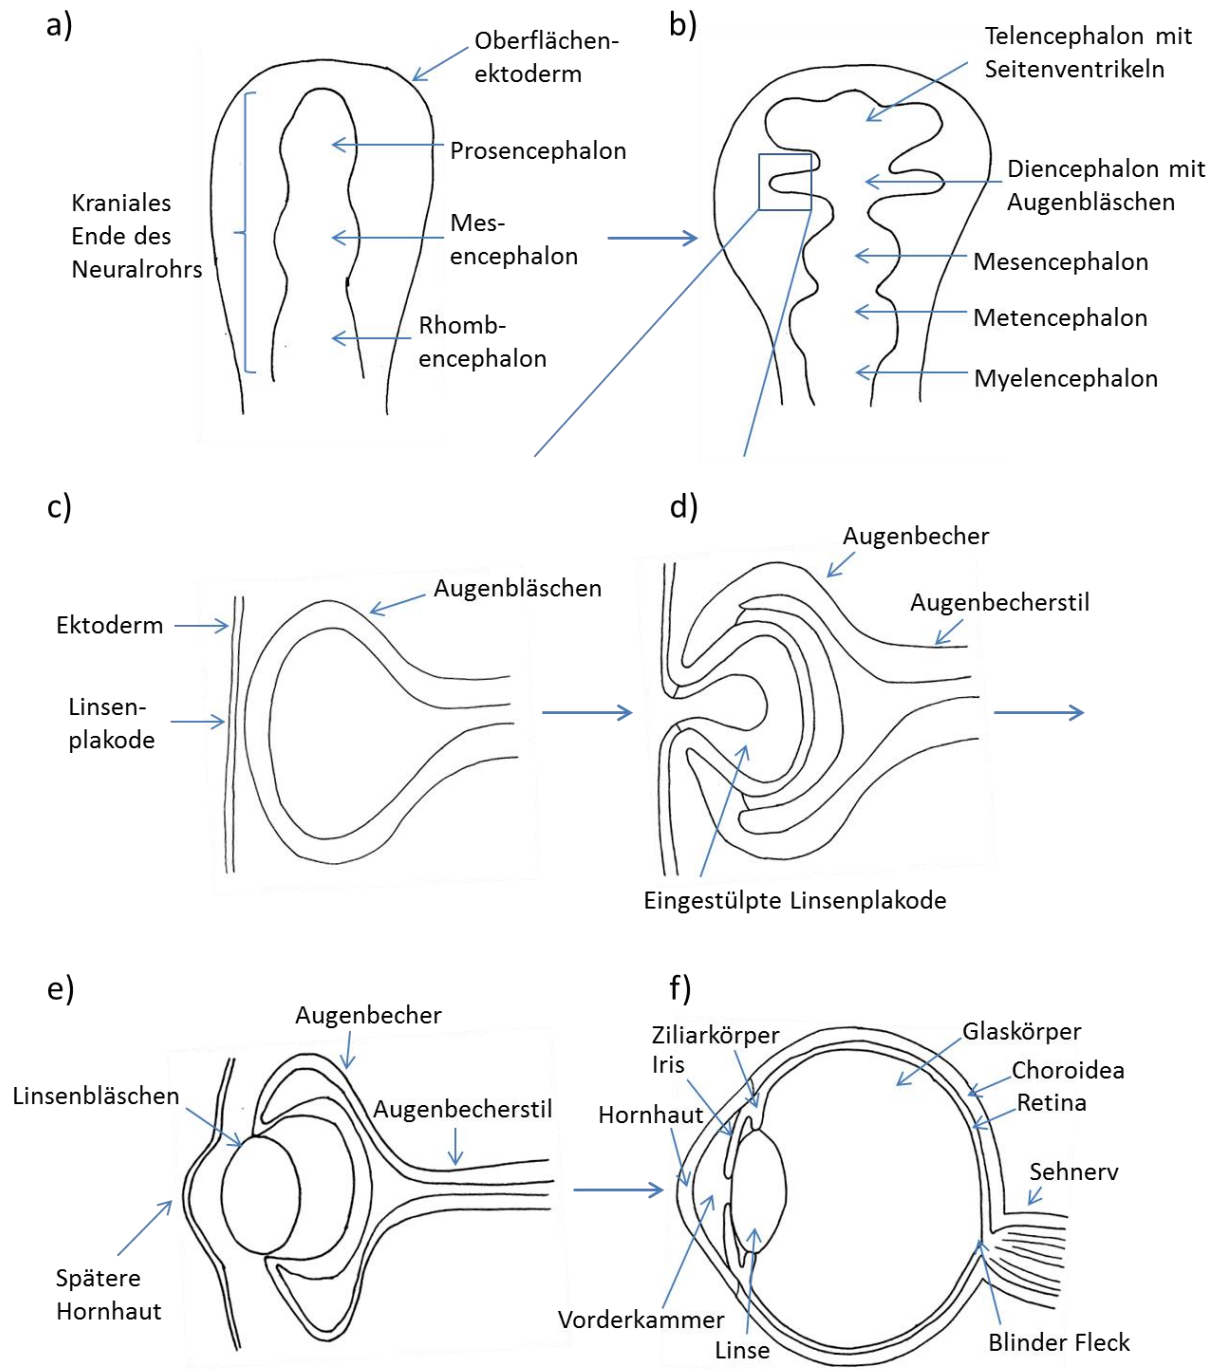 a)
Oberflächen-
ektoderm
Prosencephalon
Kraniales
Ende des
Neuralrohrs
Mes-
encephalon
Rhomb-
encephalon
b)
Telencephalon mit
Seitenventrikeln
Diencephalon mit
Augenbläschen
Mesencephalon
Metencephalon
Myelencephalon
c)
Augenbläschen
Ektoderm
Linsen-
plakode
d)
Augenbecher
Augenbecherstil
Eingestülpte Linsenplakode
e)
Augenbecher
Linsenbläschen
Augenbecherstil
Spätere
Hornhaut
f)
Ziliarkörper
Iris
Hornhaut
Glaskörper
Choroidea
Retina
Sehnerv
Vorderkammer
Linse
Blinder Fleck